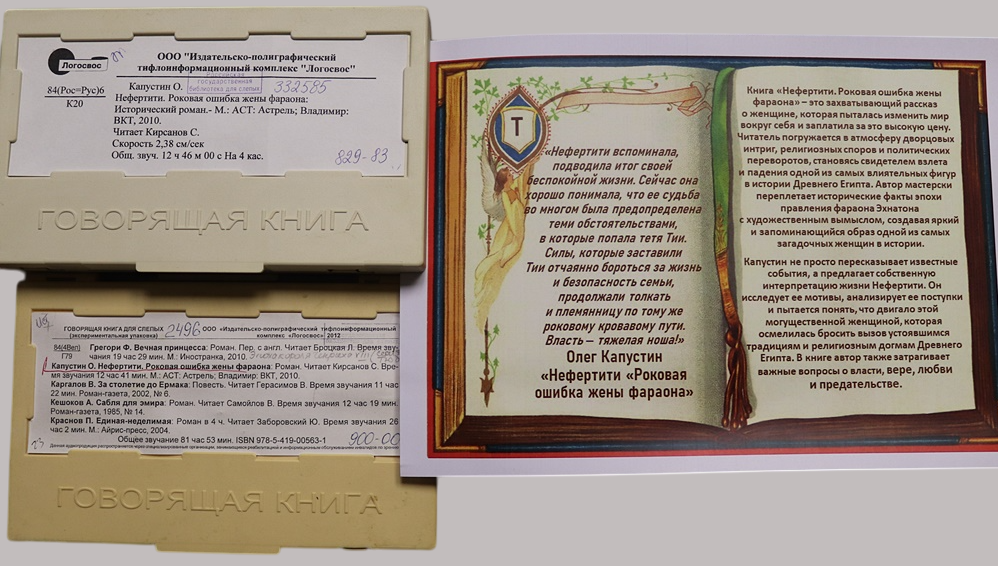 Логосвос
ООО "Издательско-полиграфический
тифлоинформационный комплекс "Логосвос"
Российская
государственная
библиотека для слепых
332585
84(Рос=Рус)6
К20
Капустин О.
Нефертити. Роковая ошибка жены фараона:
Исторический роман.- М.: АСТ: Астрель; Владимир:
ВКТ, 2010.
Читает Кирсанов С.
Скорость 2,38 см/сек
Общ. звуч. 12 ч 46 м 00 с На 4 кас.
829-83
ГОВОРЯЩАЯ КНИГА
ГОВОРЯЩАЯ КНИГА ДЛЯ СЛЕПЫХ 2496 ООО «Издательско-полиграфический тифлоинформационный
(экспериментальная упаковка) комплекс «Логосвос» 2012
84(4Вел)
Г79
Грегори Ф. Вечная принцесса: Роман. Пер. с англ. Читает Броцкая Л. Время зву-
чания 19 час 29 мин. М.: Иностранка, 2010.
Капустин О. Нефертити. Роковая ошибка жены фараона: Роман. Читает Кирсанов С. Вре-
мя звучания 12 час 41 мин. М.: АСТ: Астрель; Владимир: ВКТ, 2010.
Каргалов В. За столетие до Ермака: Повесть. Читает Герасимов В. Время звучания 11 час
22 мин. Роман-газета, 2002, № 6.
Кешоков А. Сабля для эмира: Роман. Читает Самойлов В. Время звучания 12 час 19 мин.
Роман-газета, 1985, № 14.
Краснов П. Единая-неделимая: Роман в 4 ч. Читает Заборовский Ю. Время звучания 26
час 2 мин. М.: Айрис-пресс, 2004.
Общее звучание 81 час 53 мин. ISBN 978-5-419-00563-1
900-00
ГОВОРЯЩАЯ КНИГА
Т
«Нефертити вспоминала,
подводила итог своей
беспокойной жизни. Сейчас она
хорошо понимала, что ее судьба
во многом была предопределена
теми обстоятельствами,
в которые попала тетя Тии.
Силы, которые заставили
Тии отчаянно бороться за жизнь
и безопасность семьи,
продолжали толкать
и племянницу по тому же
роковому кровавому пути.
Власть – тяжелая ноша!»
Олег Капустин
«Нефертити «Роковая
ошибка жены фараона»
Книга «Нефертити. Роковая ошибка жены
фараона» – это захватывающий рассказ
о женщине, которая пыталась изменить мир
вокруг себя и заплатила за это высокую цену.
Читатель погружается в атмосферу дворцовых
интриг, религиозных споров и политических
переворотов, становясь свидетелем взлета
и падения одной из самых влиятельных фигур
в истории Древнего Египта. Автор мастерски
переплетает исторические факты эпохи
правления фараона Эхнатона
с художественным вымыслом, создавая яркий
и запоминающийся образ одной из самых
загадочных женщин в истории.
Капустин не просто пересказывает известные
события, а предлагает собственную
интерпретацию жизни Нефертити. Он
исследует ее мотивы, анализирует ее поступки
и пытается понять, что двигало этой
могущественной женщиной, которая
осмелилась бросить вызов устоявшимся
традициям и религиозным догмам Древнего
Египта. В книге автор также затрагивает
важные вопросы о власти, вере, любви
и предательстве.